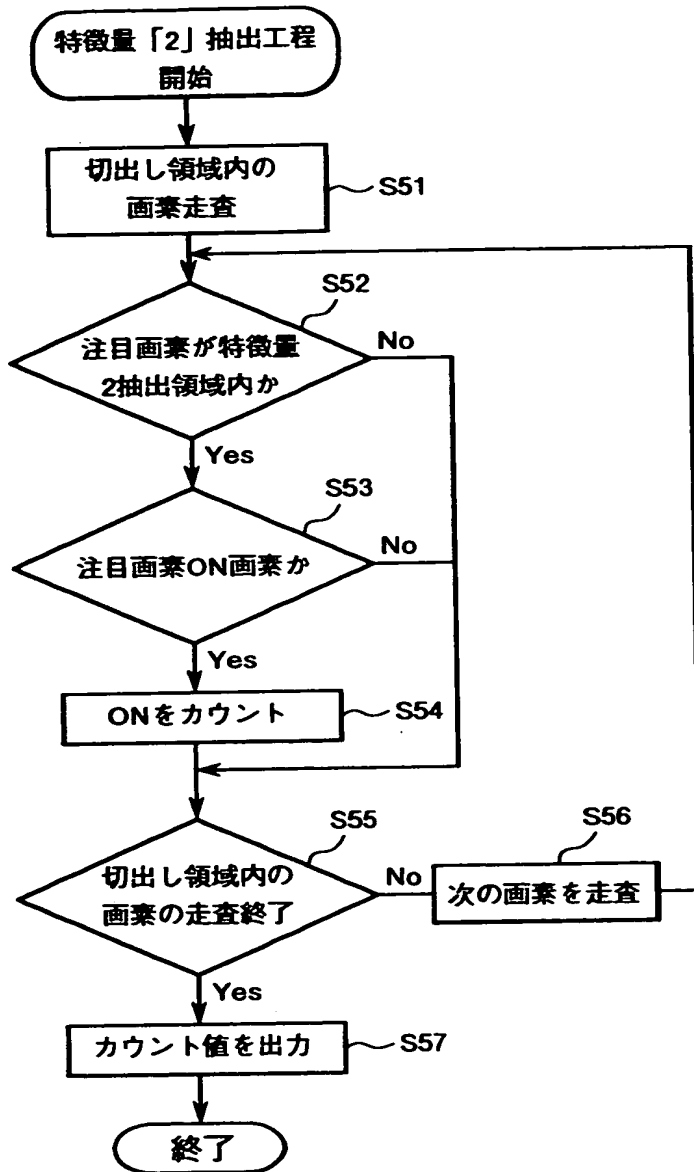 特徴量「2」抽出工程
開始
切出し領域内の
画素走査
S51
S52
注目画素が特徴量
2抽出領域内か
No
Yes
S53
注目画素ON画素か
No
Yes
ONをカウント
S54
S55
切出し領域内の
画素の走査終了
No
S56
次の画素を走査
Yes
カウント値を出力
S57
終了